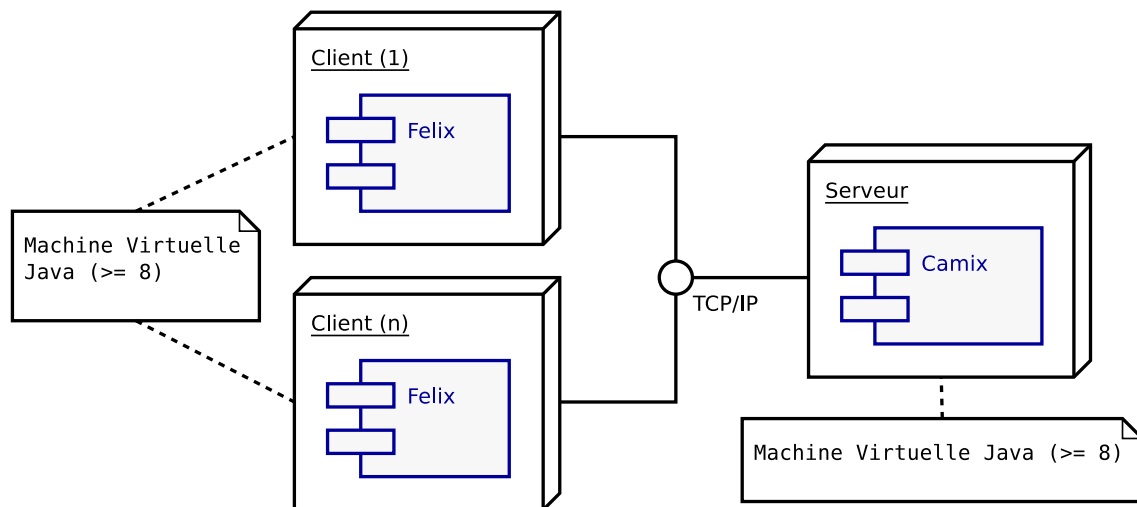 Client (1)
Felix
Machine Virtuelle
Java (>= 8)
Client (n)
Felix
TCP/IP
Serveur
Camix
Machine Virtuelle Java (>= 8)